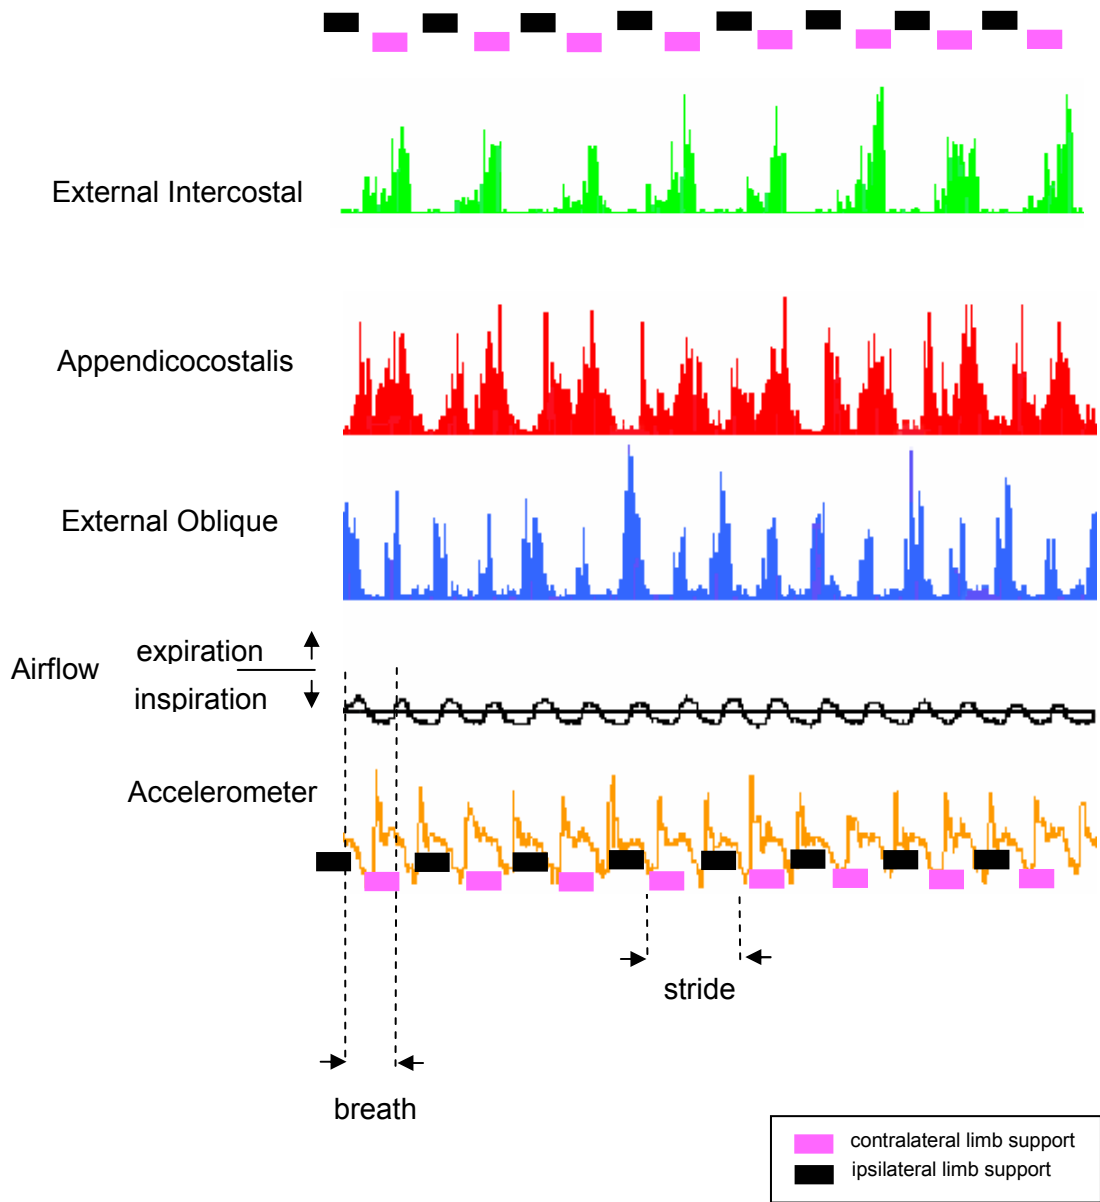 External Intercostal
Appendicocostalis
External Oblique
expiration
Airflow
inspiration
Accelerometer
stride
breath
contralateral limb support
ipsilateral limb support